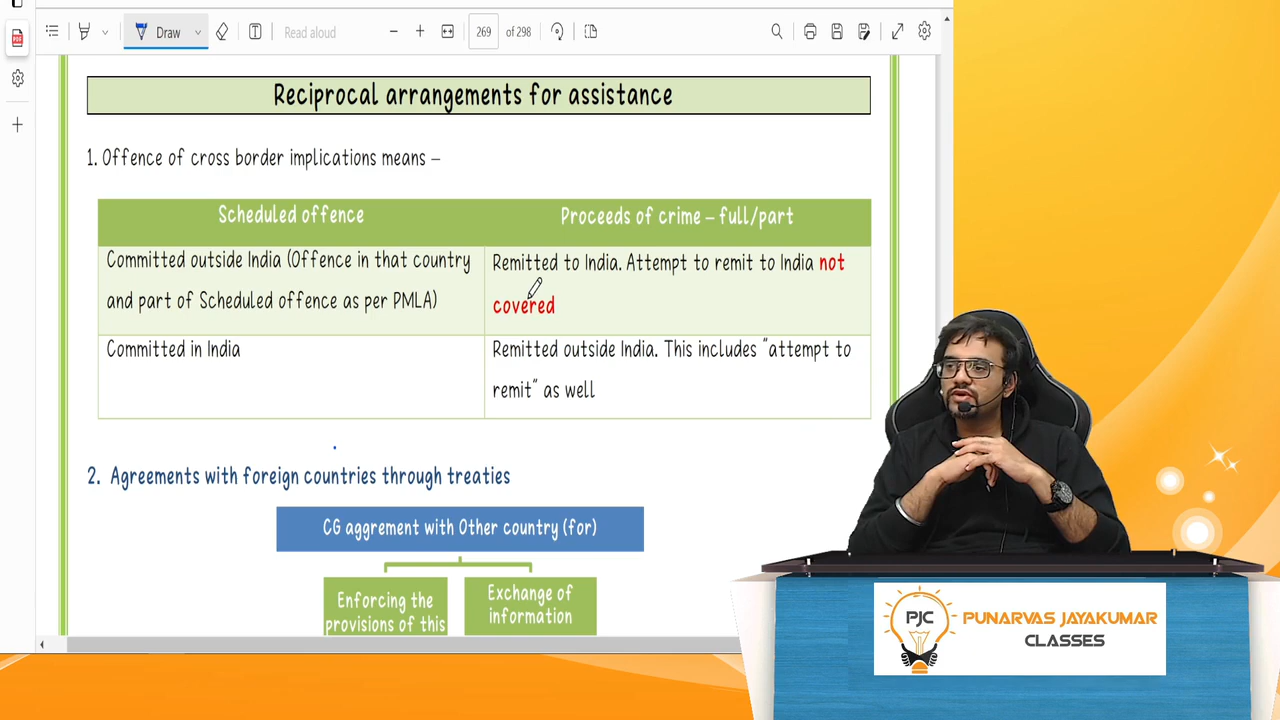 Draw
Read aloud
269
of 298
Reciprocal arrangements for assistance
1. Offence of cross border implications means –
Scheduled offence
Proceeds of crime – full/part
Committed outside India (Offence in that country
and part of Scheduled offence as per PMLA)
Remitted to India. Attempt to remit to India not
covered
Committed in India
Remitted outside India. This includes "attempt to
remit" as well
2. Agreements with foreign countries through treaties
CG aggrement with Other country (for)
Enforcing the
provisions of this
Exchange of
information
PJC
PUNARVAS JAYAKUMAR
CLASSES